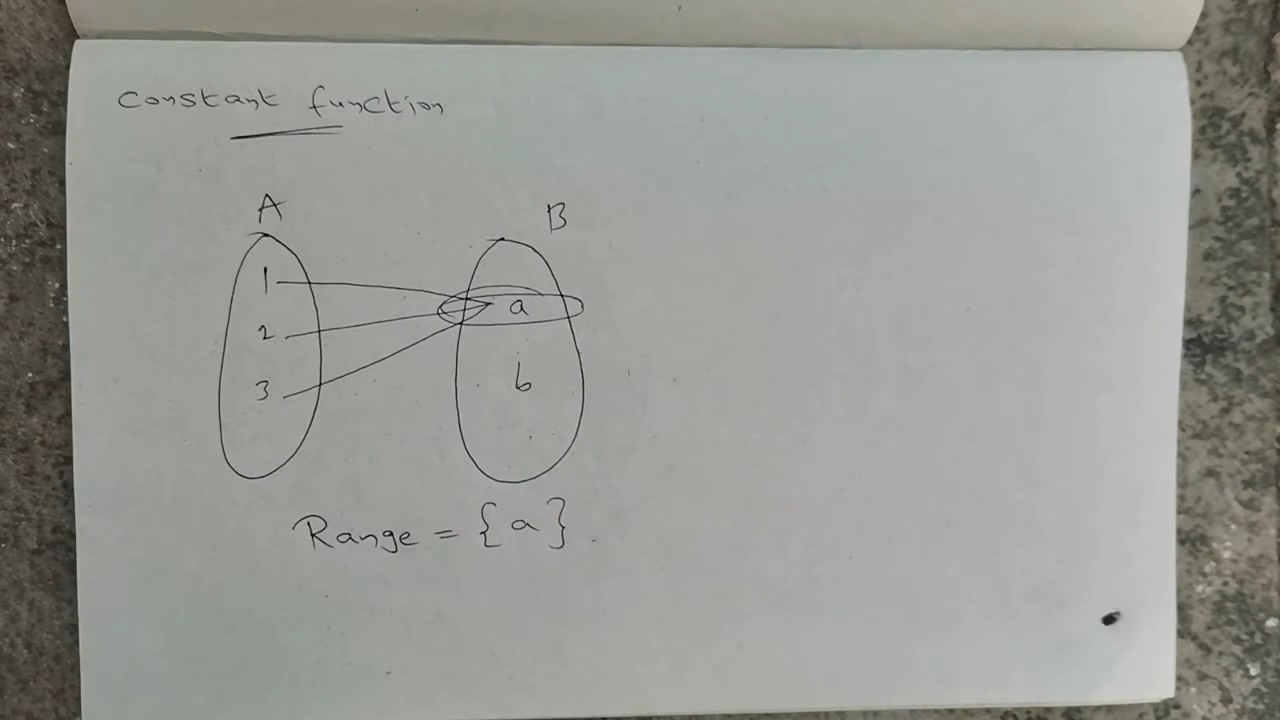 Constant function
A B
1 a
2
b
3
Range = {a}.